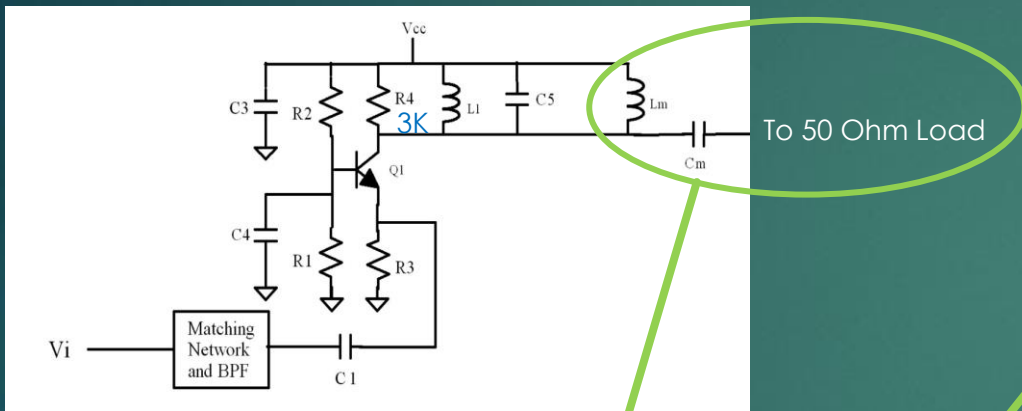 Vcc
C3
R2
R4
3K
L1
C5
Lm
To 50 Ohm Load
Cm
Q1
C4
R1
R3
Vi
Matching
Network
and BPF
C1